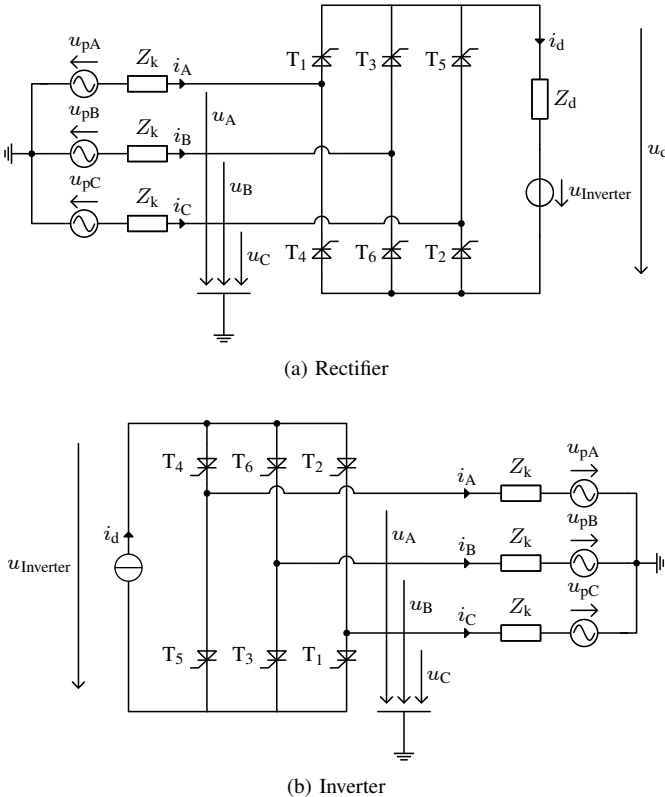 u_pA
Z_k
i_A
u_pB
Z_k
i_B
u_pC
Z_k
i_C
u_A
u_B
u_C
T_1 T_3 T_5
T_4 T_6 T_2
i_d
Z_d
u_Inverter
u_d
(a) Rectifier
u_Inverter
i_d
T_4 T_6 T_2
T_5 T_3 T_1
i_A
Z_k
u_pA
i_B
Z_k
u_pB
i_C
Z_k
u_pC
u_A
u_B
u_C
(b) Inverter